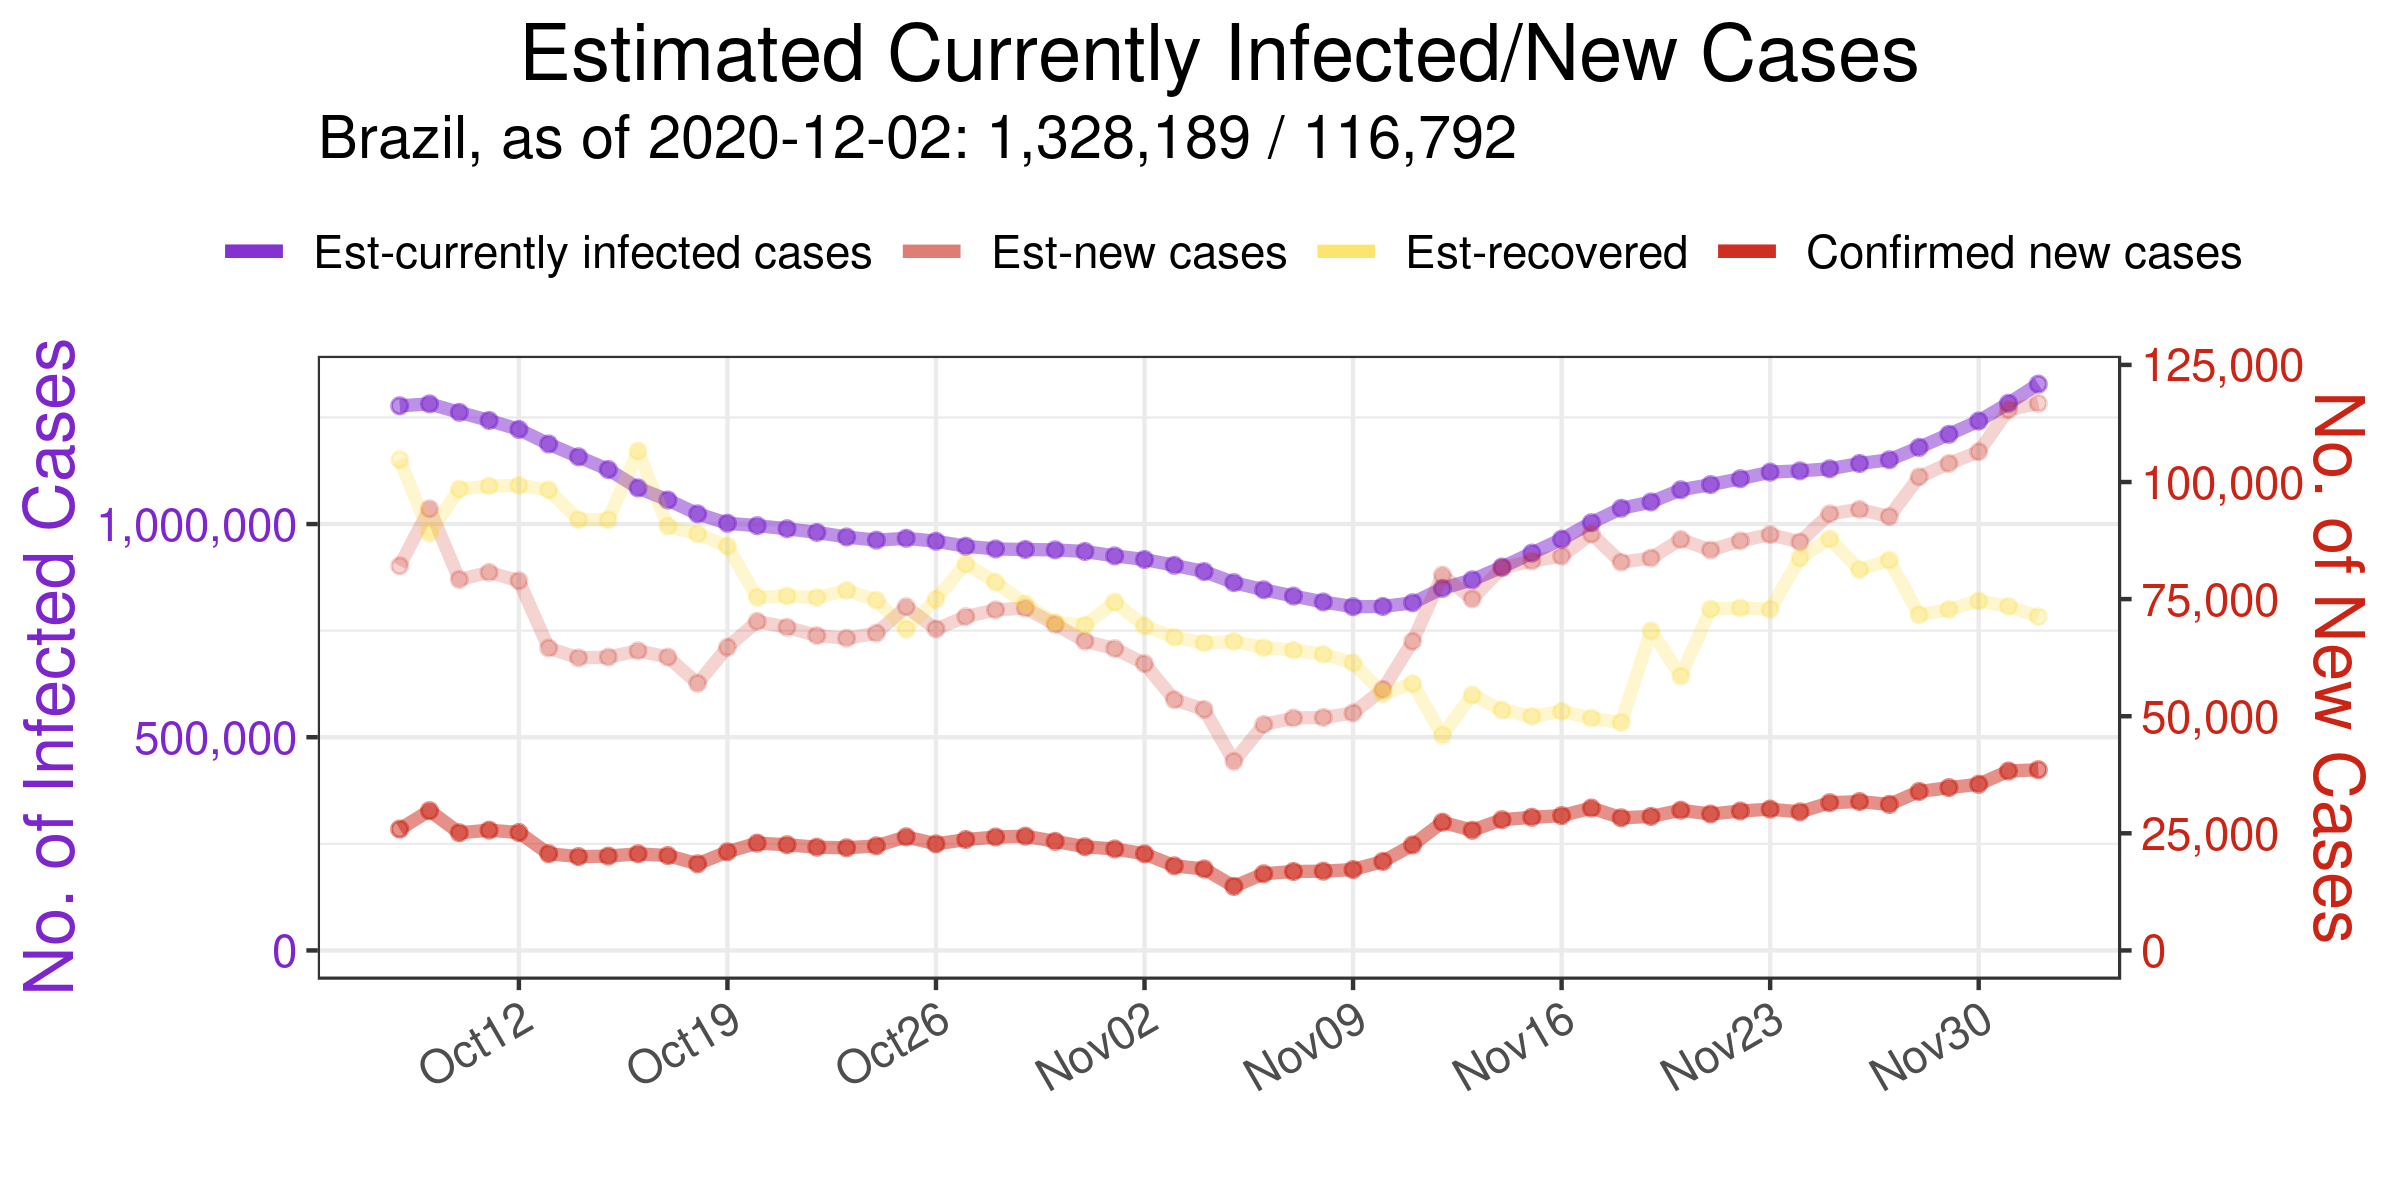 Estimated Currently Infected/New Cases
Brazil, as of 2020-12-02: 1,328,189 / 116,792
Est-currently infected cases Est-new cases Est-recovered Confirmed new cases
No. of Infected Cases
1,000,000
500,000
0
125,000
100,000
75,000
50,000
25,000
0
No. of New Cases
Oct12 Oct19 Oct26 Nov02 Nov09 Nov16 Nov23 Nov30